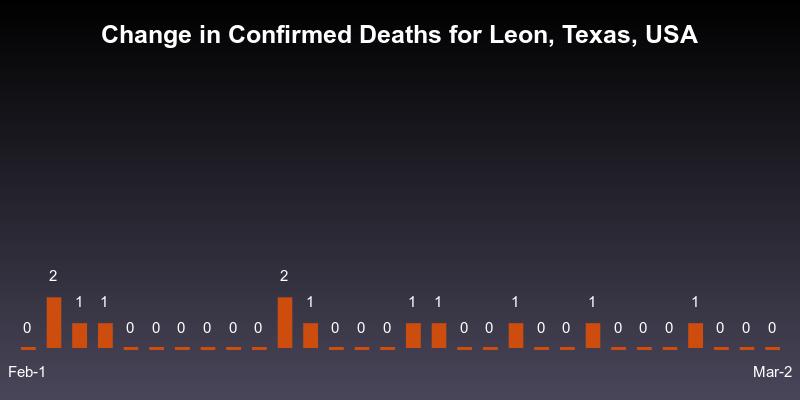 Change in Confirmed Deaths for Leon, Texas, USA
0 2 1 1 0 0 0 0 0 0 2 1 0 0 0 1 1 0 0 1 0 0 1 0 0 0 1 0 0 0
Feb-1 Mar-2